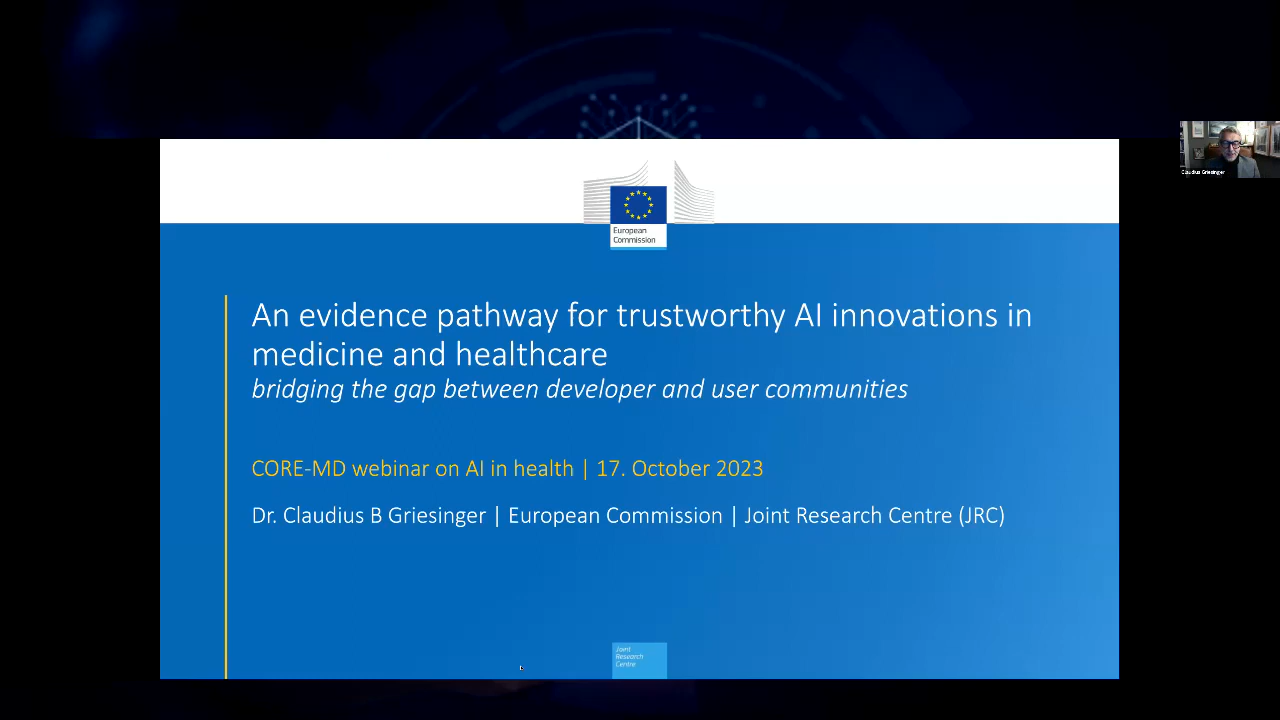 European
Commission
Claudius Griesinger
An evidence pathway for trustworthy AI innovations in
medicine and healthcare
bridging the gap between developer and user communities
CORE-MD webinar on AI in health | 17. October 2023
Dr. Claudius B Griesinger | European Commission | Joint Research Centre (JRC)
Joint
Research
Centre